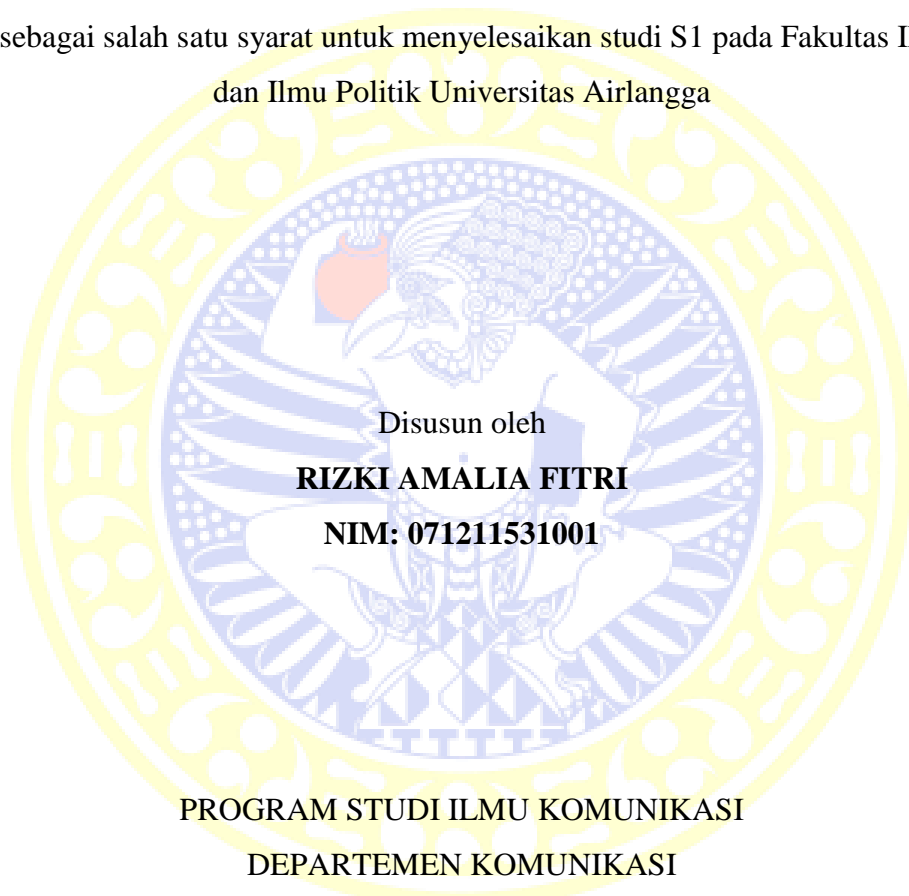 sebagai salah satu syarat untuk menyelesaikan studi S1 pada Fakultas
dan Ilmu Politik Universitas Airlangga
Disusun oleh
RIZKI AMALIA FITRI
NIM: 071211531001
PROGRAM STUDI ILMU KOMUNIKASI
DEPARTEMEN KOMUNIKASI